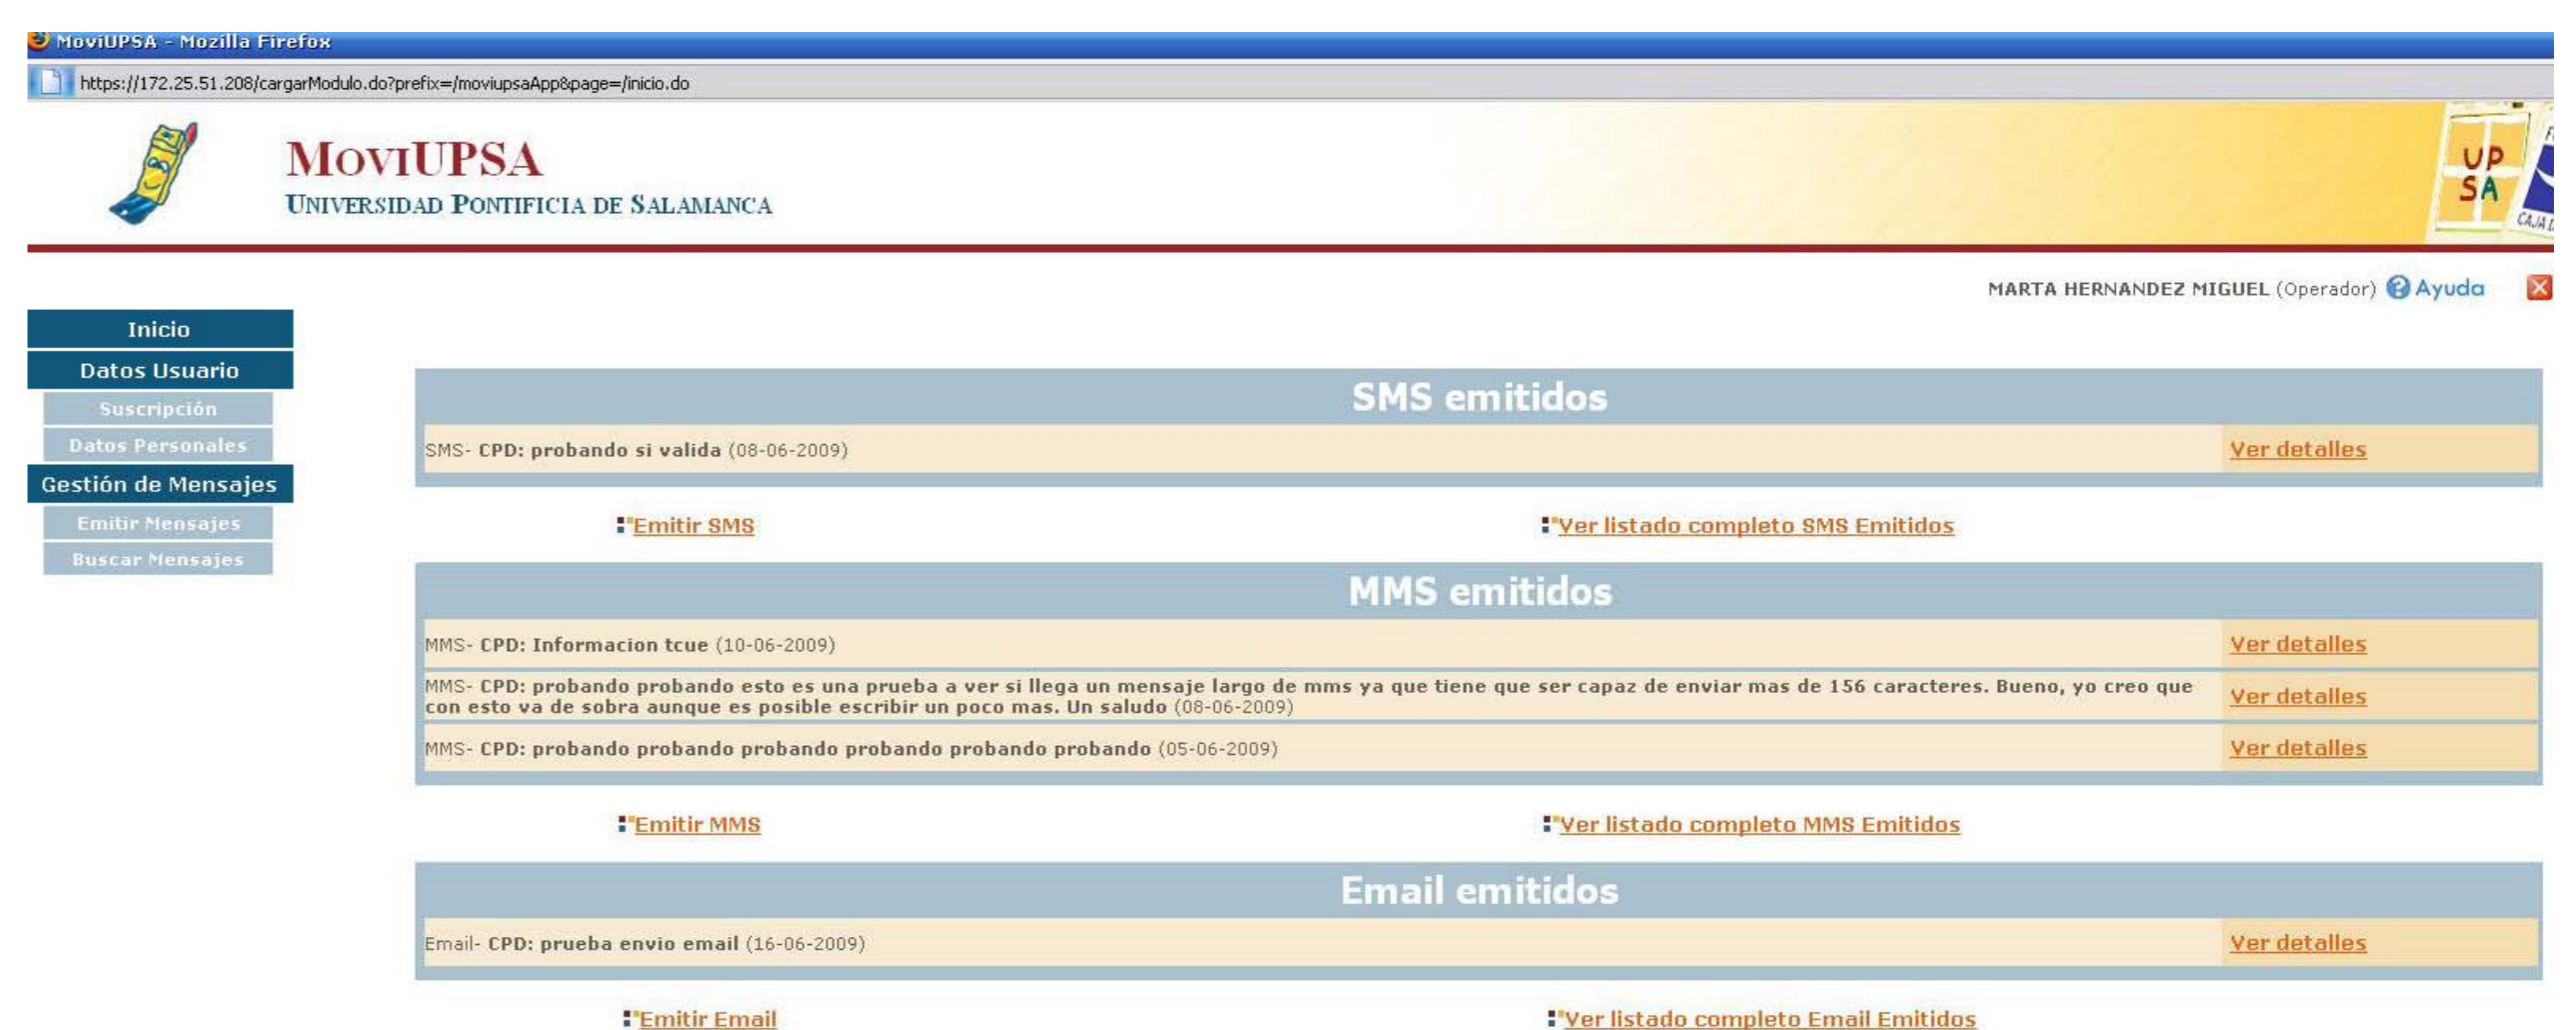 MoviUPSA - Mozilla Firefox
https://172.25.51.208/cargarModulo.do?prefix=/moviupsaApp&page=/inicio.do
MOVIUPSA
UNIVERSIDAD PONTIFICIA DE SALAMANCA
UP
SA
MARTA HERNANDEZ MIGUEL (Operador) Ayuda
Inicio
Datos Usuario
Suscripción
Datos Personales
Gestión de Mensajes
Emitir Mensajes
Buscar Mensajes
SMS emitidos
SMS- CPD: probando si valida (08-06-2009) Ver detalles
Emitir SMS Ver listado completo SMS Emitidos
MMS emitidos
MMS- CPD: Informacion tcue (10-06-2009) Ver detalles
MMS- CPD: probando probando esto es una prueba a ver si llega un mensaje largo de mms ya que tiene que ser capaz de enviar mas de 156 caracteres. Bueno, yo creo que
con esto va de sobra aunque es posible escribir un poco mas. Un saludo (08-06-2009) Ver detalles
MMS- CPD: probando probando probando probando probando probando (05-06-2009) Ver detalles
Emitir MMS Ver listado completo MMS Emitidos
Email emitidos
Email- CPD: prueba envio email (16-06-2009) Ver detalles
Emitir Email Ver listado completo Email Emitidos